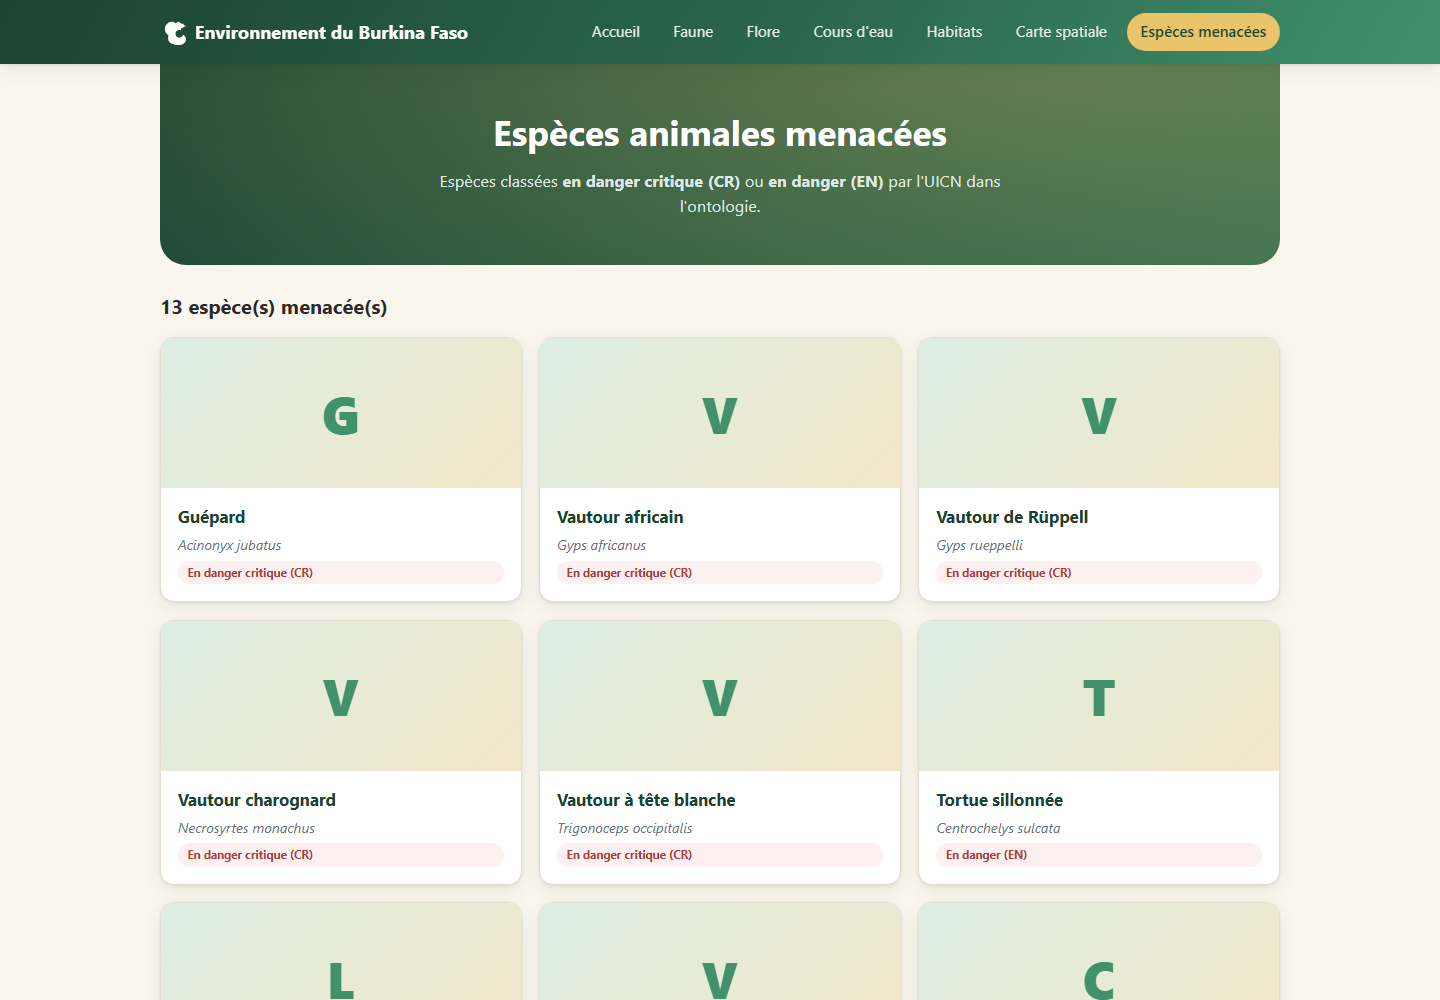 Environnement du Burkina Faso
Accueil
Faune
Flore
Cours d'eau
Habitats
Carte spatiale
Espèces menacées
Espèces animales menacées
Espèces classées en danger critique (CR) ou en danger (EN) par l'UICN dans
l'ontologie.
13 espèce(s) menacée(s)
G
Guépard
Acinonyx jubatus
En danger critique (CR)
V
Vautour africain
Gyps africanus
En danger critique (CR)
V
Vautour de Rüppell
Gyps rueppelli
En danger critique (CR)
V
Vautour charognard
Necrosyrtes monachus
En danger critique (CR)
V
Vautour à tête blanche
Trigonoceps occipitalis
En danger critique (CR)
T
Tortue sillonnée
Centrochelys sulcata
En danger (EN)
L
V
C